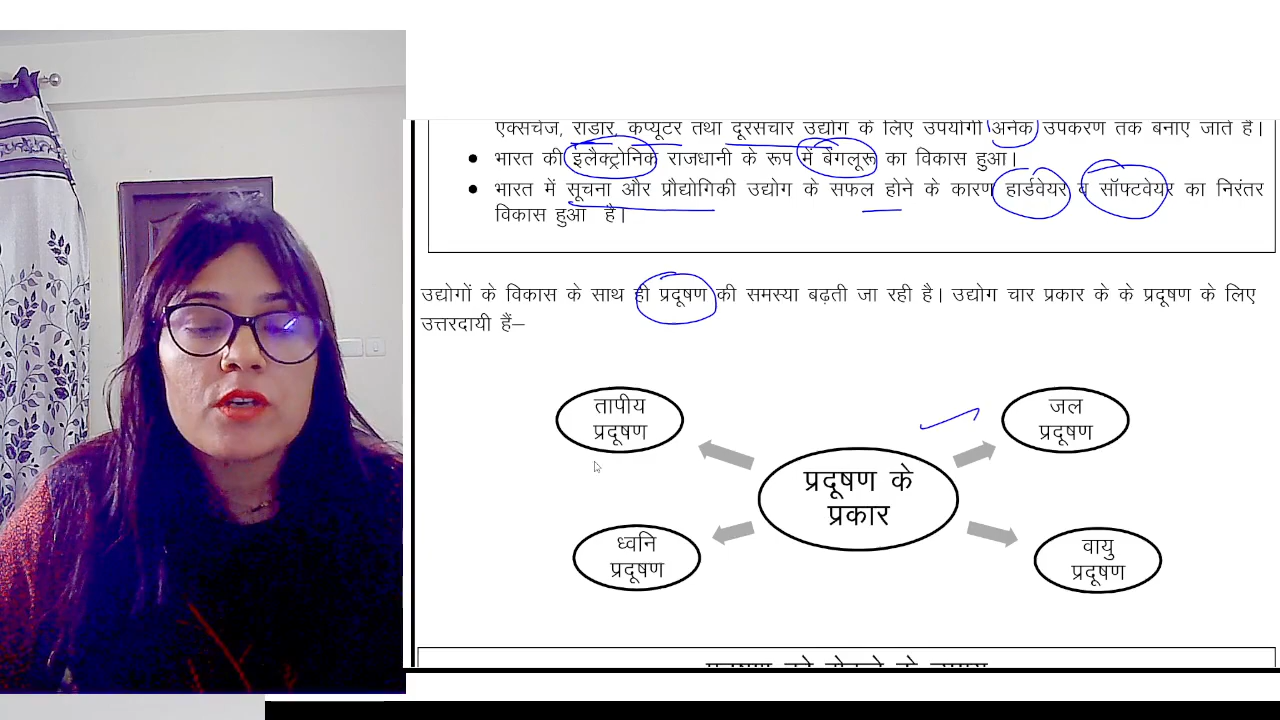 एक्सचेंज, राडार, कंप्यूटर तथा दूरसंचार उद्योग के लिए उपयोगी अनेक उपकरण तक बनाए जाते हैं।
● भारत की इलैक्ट्रोनिक राजधानी के रूप में बेंगलूरू का विकास हुआ।
● भारत में सूचना और प्रौद्योगिकी उद्योग के सफल होने के कारण हार्डवेयर व सॉफ्टवेयर का निरंतर
विकास हुआ है।
उद्योगों के विकास के साथ ही प्रदूषण की समस्या बढ़ती जा रही है। उद्योग चार प्रकार के के प्रदूषण के लिए
उत्तरदायी हैं–
तापीय
प्रदूषण
जल
प्रदूषण
प्रदूषण के
प्रकार
ध्वनि
प्रदूषण
वायु
प्रदूषण